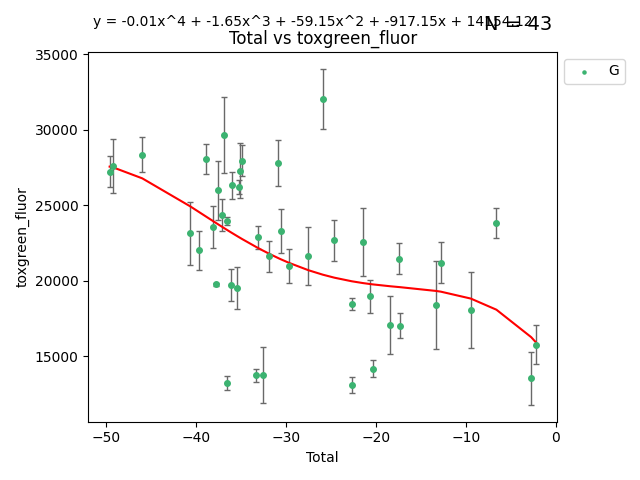 y = -0.01x^4 + -1.65x^3 + -59.15x^2 + -917.15x + 14154.12
N = 43
Total vs toxgreen_fluor
35000
30000
25000
20000
15000
toxgreen_fluor
G
−50
−40
−30
−20
−10
0
Total